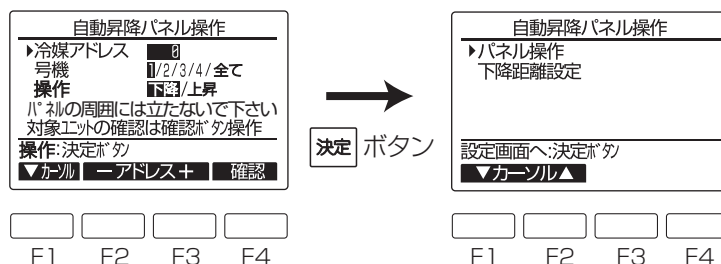 自動昇降パネル操作
▶冷媒アドレス 0
号機 1/2/3/4/全て
操作 下降/上昇
パネルの周囲には立たないで下さい
対象ユニットの確認は確認ボタン操作
操作:決定ボタン
▼カーソル －アドレス＋ 確認
F1 F2 F3 F4
決定 ボタン
自動昇降パネル操作
▶パネル操作
下降距離設定
設定画面へ:決定ボタン
▼カーソル▲
F1 F2 F3 F4